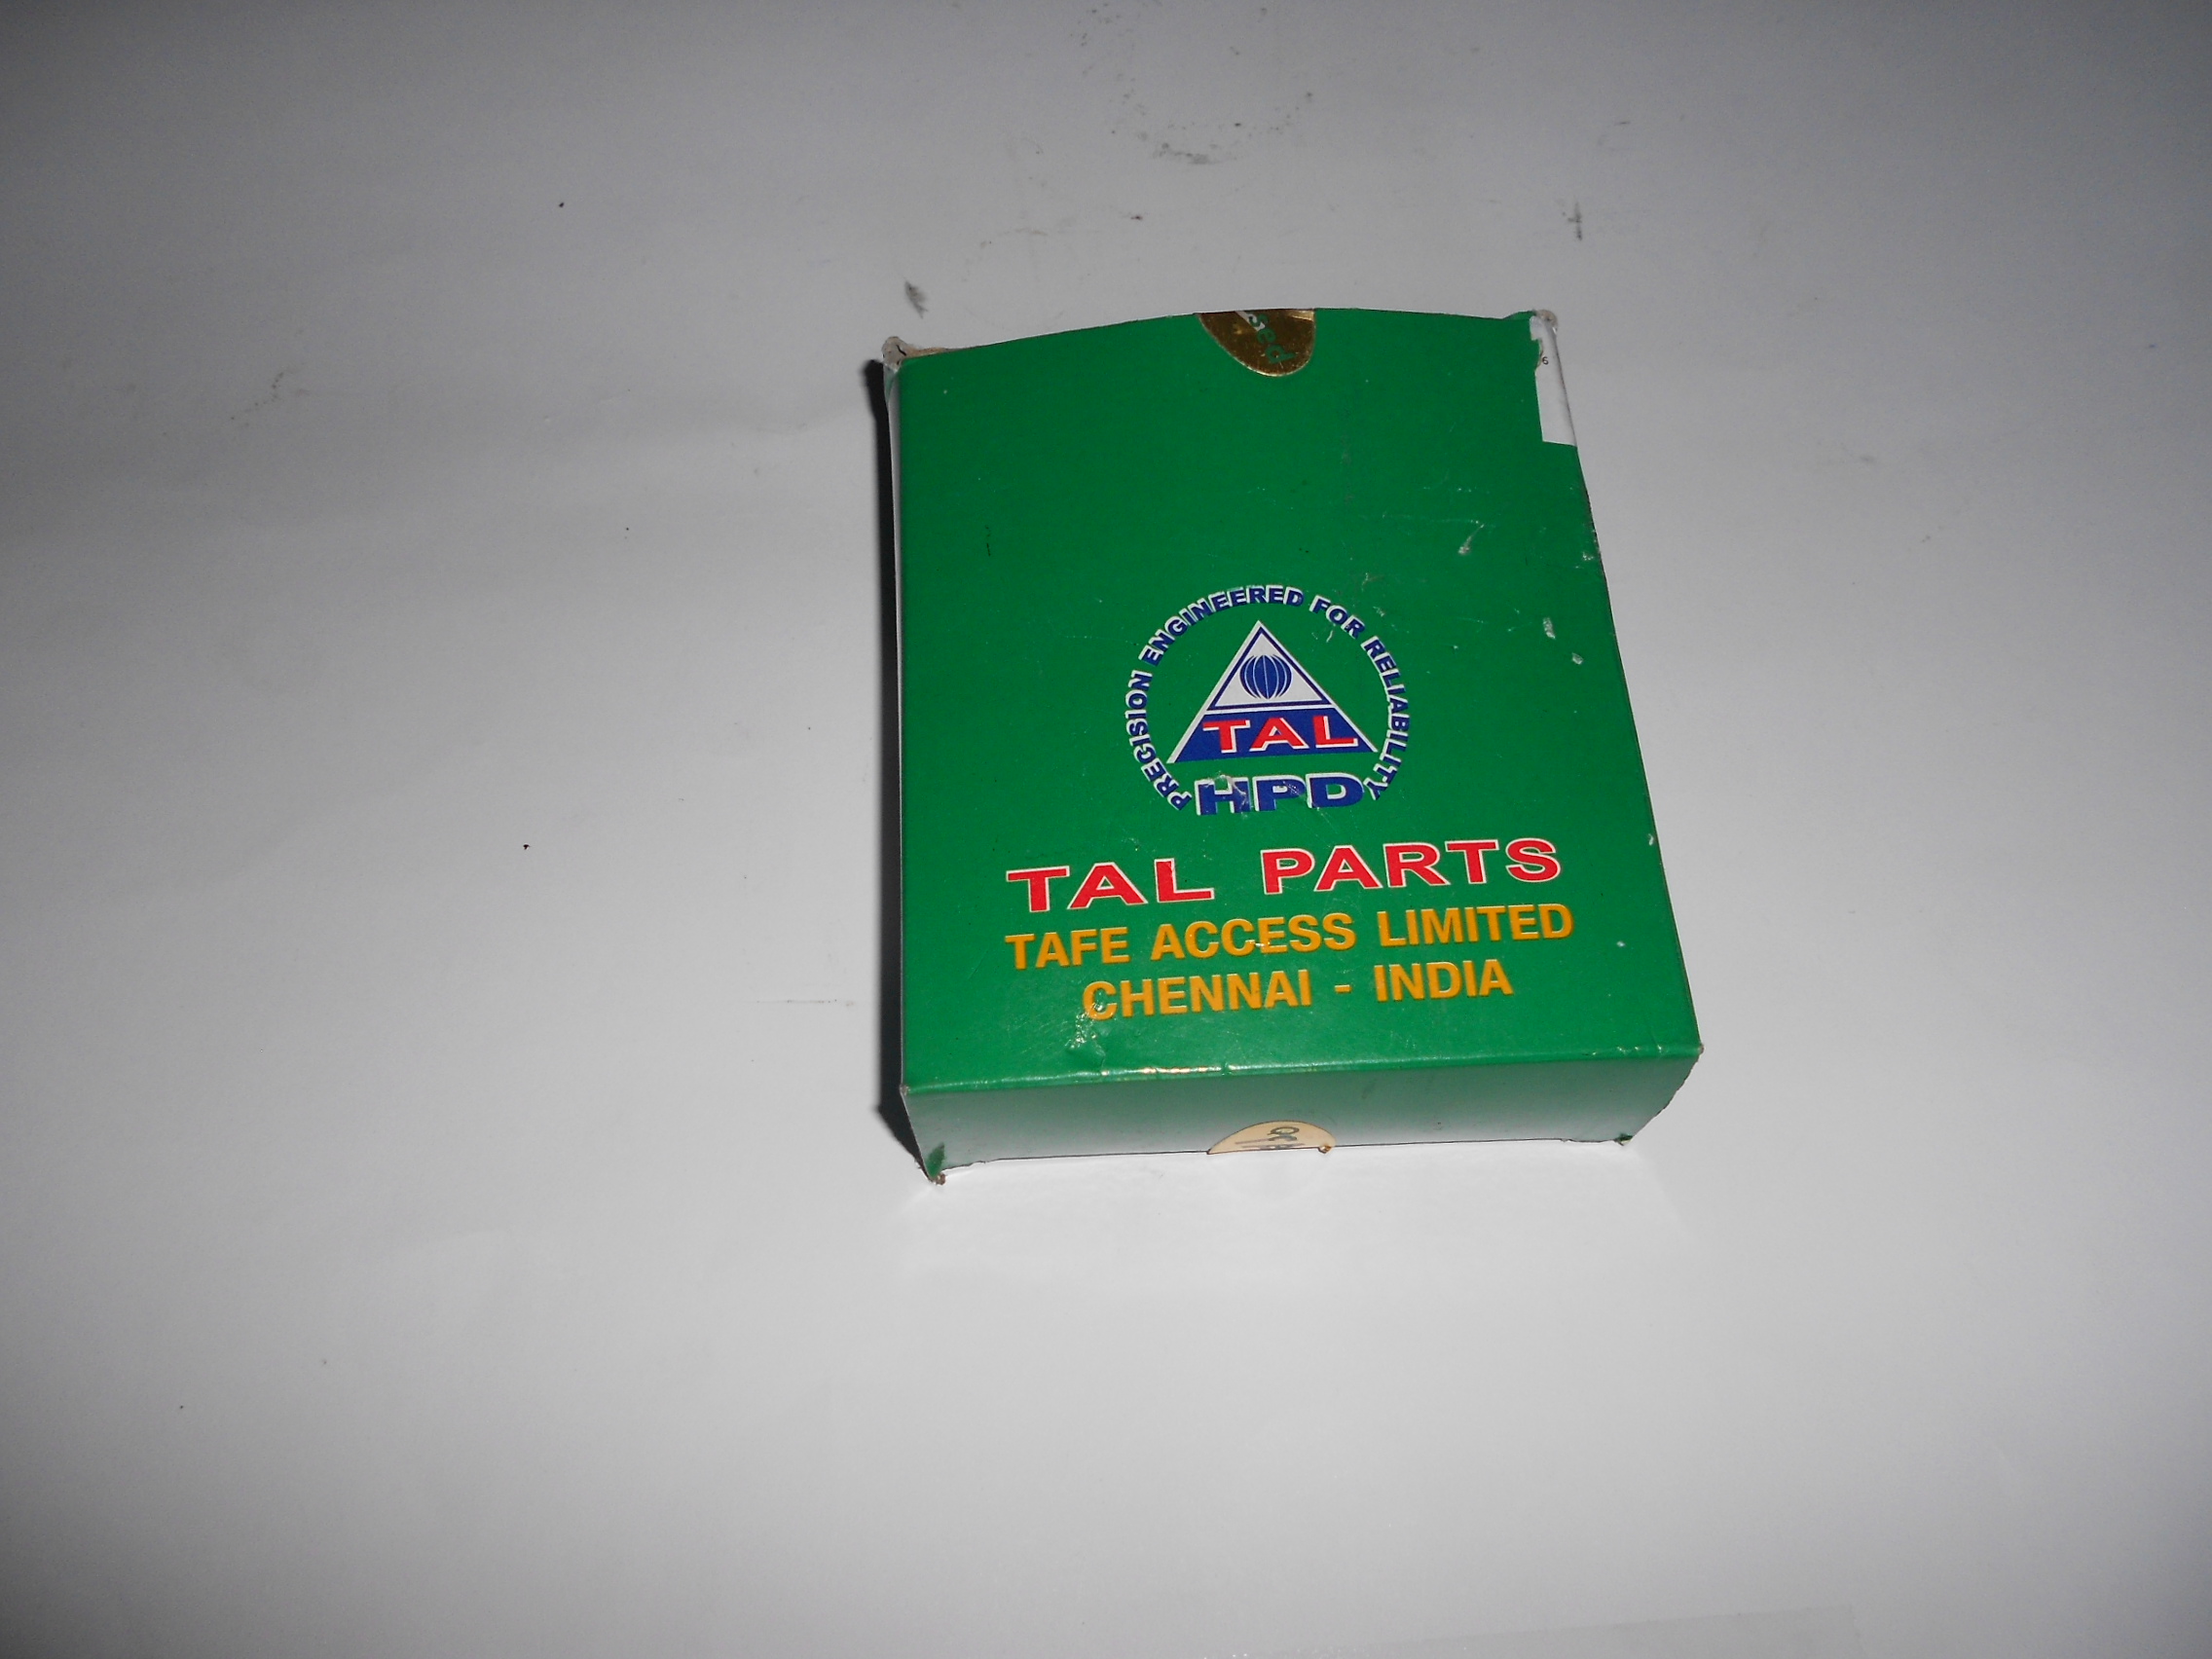 PRECISION ENGINEERED FOR RELIABILITY
TAL
HPD
TAL PARTS
TAFE ACCESS LIMITED
CHENNAI - INDIA